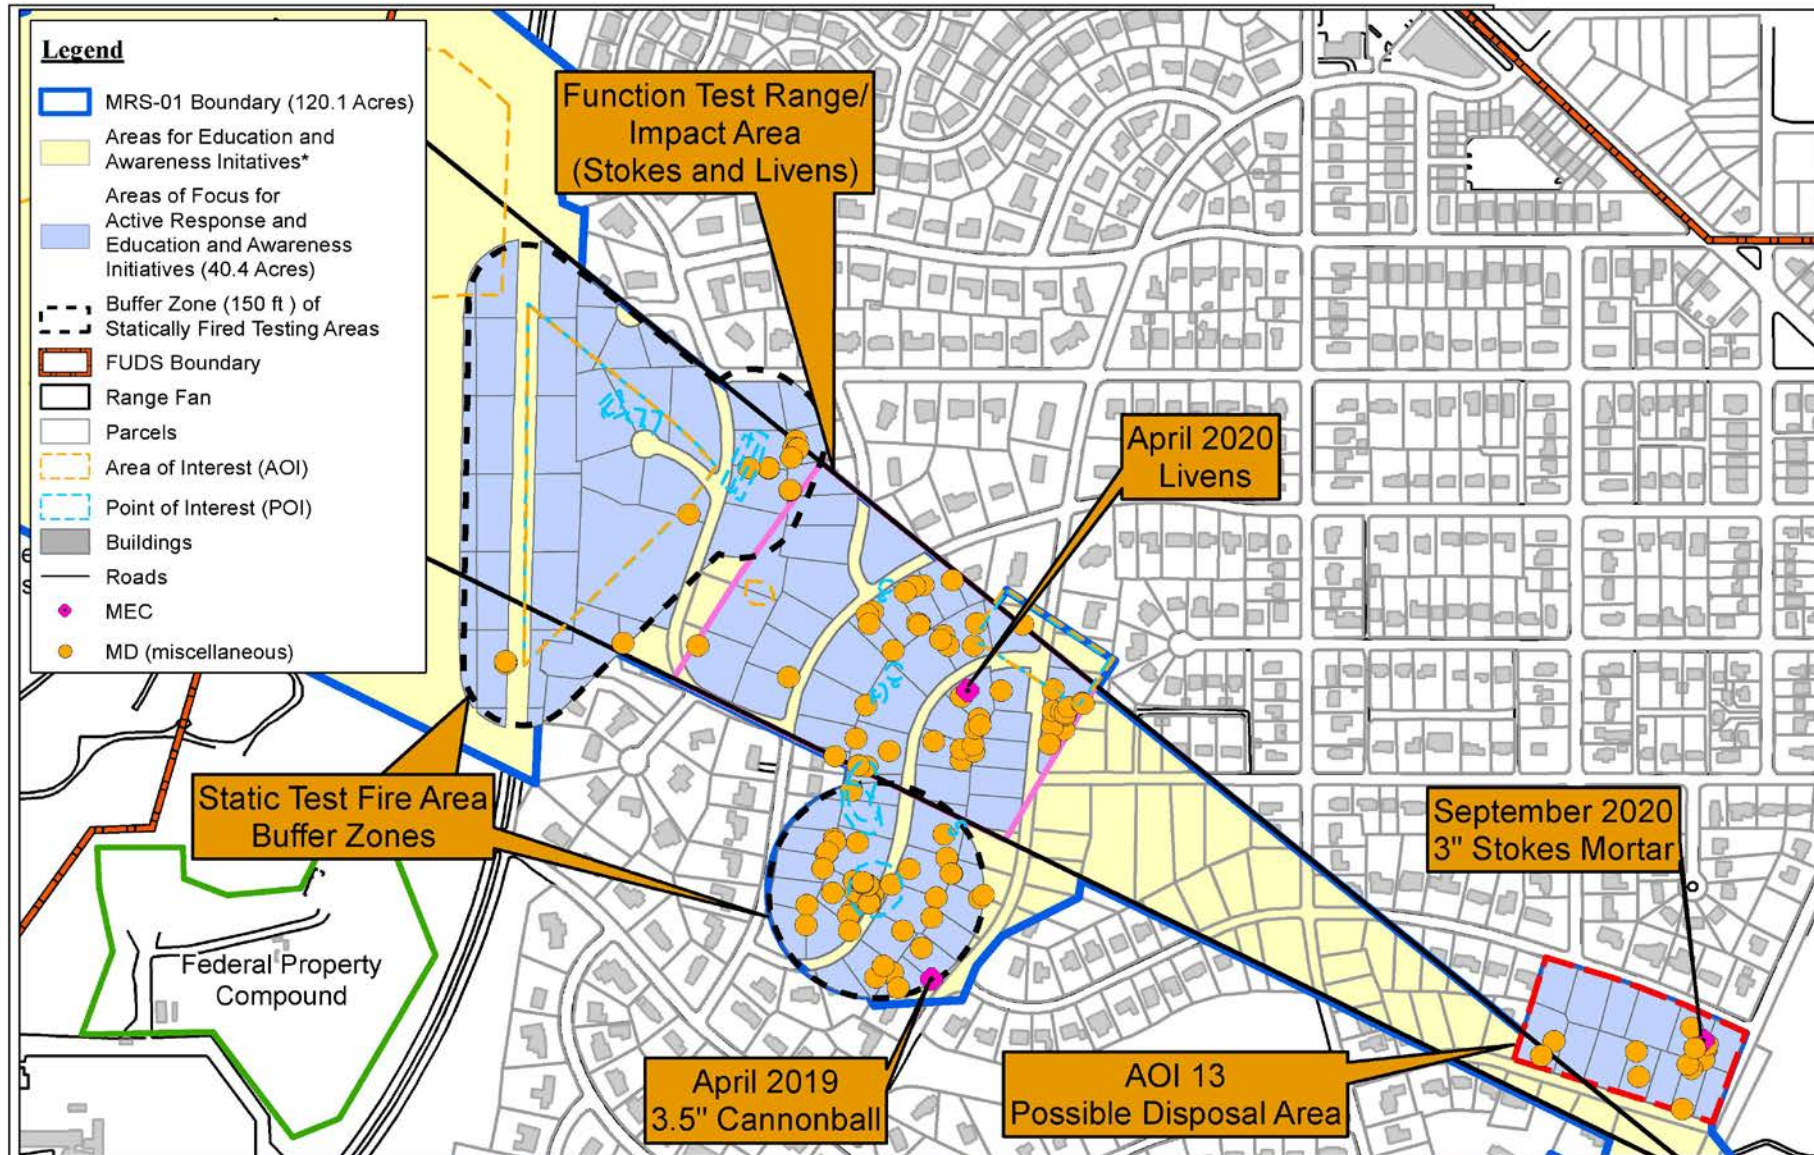 Legend
MRS-01 Boundary (120.1 Acres)
Areas for Education and
Awareness Initatives*
Areas of Focus for
Active Response and
Education and Awareness
Initiatives (40.4 Acres)
Buffer Zone (150 ft ) of
Statically Fired Testing Areas
FUDS Boundary
Range Fan
Parcels
Area of Interest (AOI)
Point of Interest (POI)
Buildings
Roads
MEC
MD (miscellaneous)
Function Test Range/
Impact Area
(Stokes and Livens)
April 2020
Livens
Static Test Fire Area
Buffer Zones
September 2020
3" Stokes Mortar
Federal Property
Compound
April 2019
3.5" Cannonball
AOI 13
Possible Disposal Area